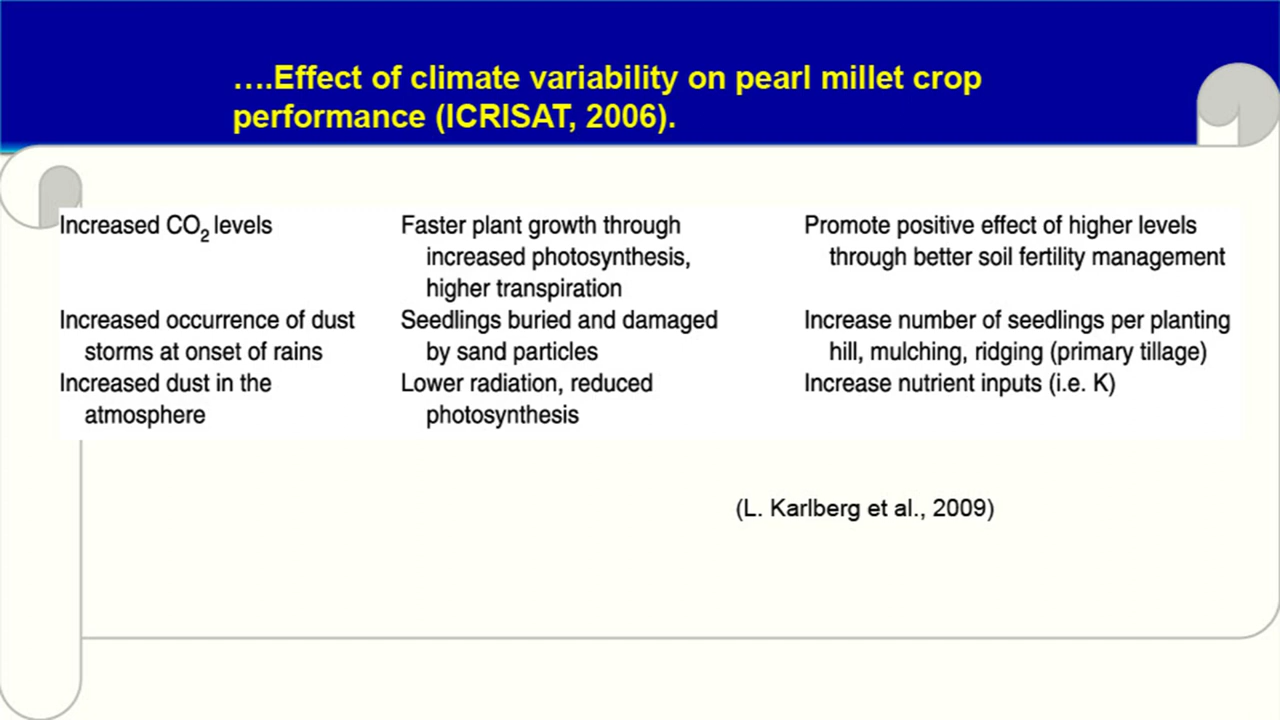 ....Effect of climate variability on pearl millet crop
performance (ICRISAT, 2006).
Increased CO₂ levels
Faster plant growth through
increased photosynthesis,
higher transpiration
Promote positive effect of higher levels
through better soil fertility management
Increased occurrence of dust
storms at onset of rains
Seedlings buried and damaged
by sand particles
Increase number of seedlings per planting
hill, mulching, ridging (primary tillage)
Increased dust in the
atmosphere
Lower radiation, reduced
photosynthesis
Increase nutrient inputs (i.e. K)
(L. Karlberg et al., 2009)